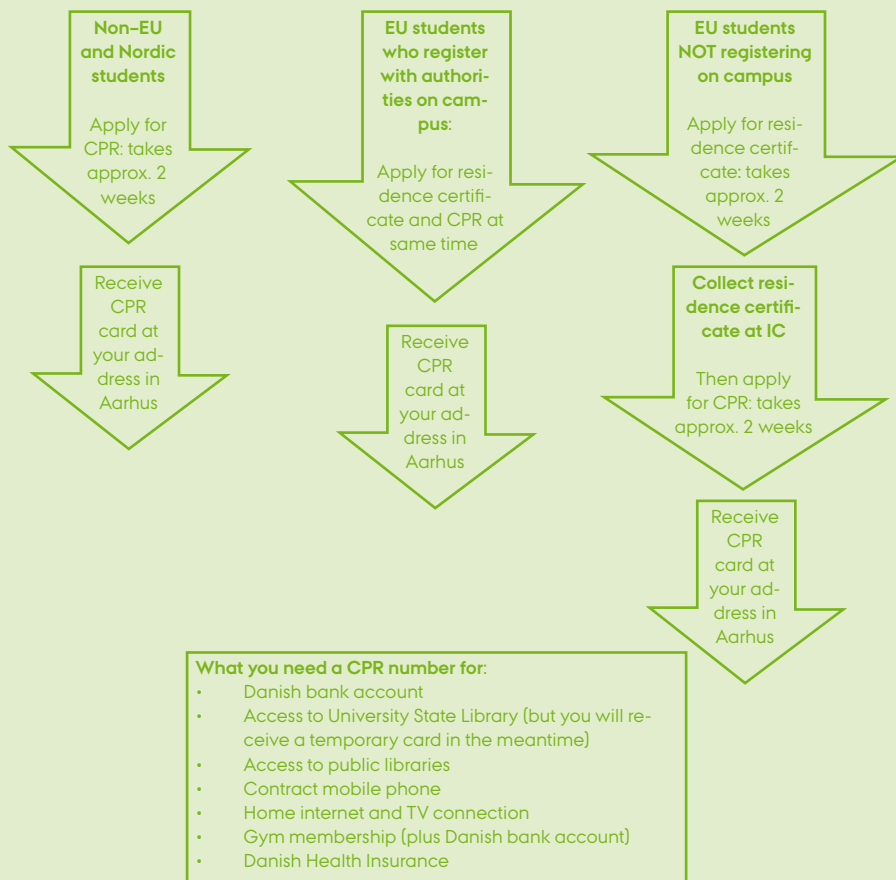 Non–EU
and Nordic
students
Apply for
CPR: takes
approx. 2
weeks
Receive
CPR
card at
your ad-
dress in
Aarhus
EU students
who register
with authori-
ties on cam-
pus:
Apply for resi-
dence certifi-
cate and CPR at
same time
Receive
CPR
card at
your ad-
dress in
Aarhus
EU students
NOT registering
on campus
Apply for resi-
dence certif-
cate: takes
approx. 2
weeks
Collect resi-
dence certifi-
cate at IC
Then apply
for CPR: takes
approx. 2 weeks
Receive
CPR
card at
your ad-
dress in
Aarhus
What you need a CPR number for:
• Danish bank account
• Access to University State Library (but you will re-
ceive a temporary card in the meantime)
• Access to public libraries
• Contract mobile phone
• Home internet and TV connection
• Gym membership (plus Danish bank account)
• Danish Health Insurance